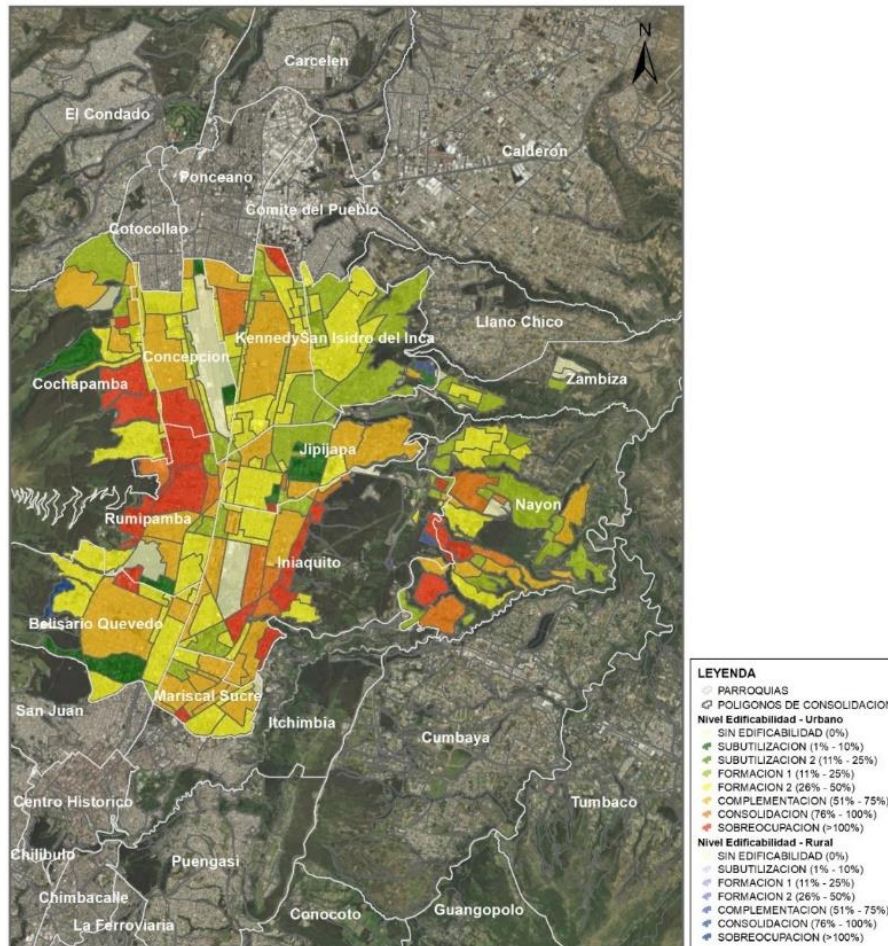 N
Carcelen
El Condado
Calderón
Ponceano
Comite del Pueblo
Cotocollao
Llano Chico
Kennedy
San Isidro del Inca
Concepcion
Zambiza
Cochapamba
Jipijapa
Nayon
Rumipamba
Iniaquito
Belisario Quevedo
Mariscal Sucre
San Juan
Itchimbia
Cumbaya
Centro Historico
Tumbaco
Chilibulo
Puengasi
Chimbacalle
Guangopolo
La Ferroviaria
Conocoto
LEYENDA
PARROQUIAS
POLIGONOS DE CONSOLIDACION
Nivel Edificabilidad - Urbano
SIN EDIFICABILIDAD (0%)
SUBUTILIZACION (1% - 10%)
SUBUTILIZACION 2 (11% - 25%)
FORMACION 1 (11% - 25%)
FORMACION 2 (26% - 50%)
COMPLEMENTACION (51% - 75%)
CONSOLIDACION (76% - 100%)
SOBREOCUPACION (>100%)
Nivel Edificabilidad - Rural
SIN EDIFICABILIDAD (0%)
SUBUTILIZACION (1% - 10%)
FORMACION 1 (11% - 25%)
FORMACION 2 (26% - 50%)
COMPLEMENTACION (51% - 75%)
CONSOLIDACION (76% - 100%)
SOBREOCUPACION (>100%)